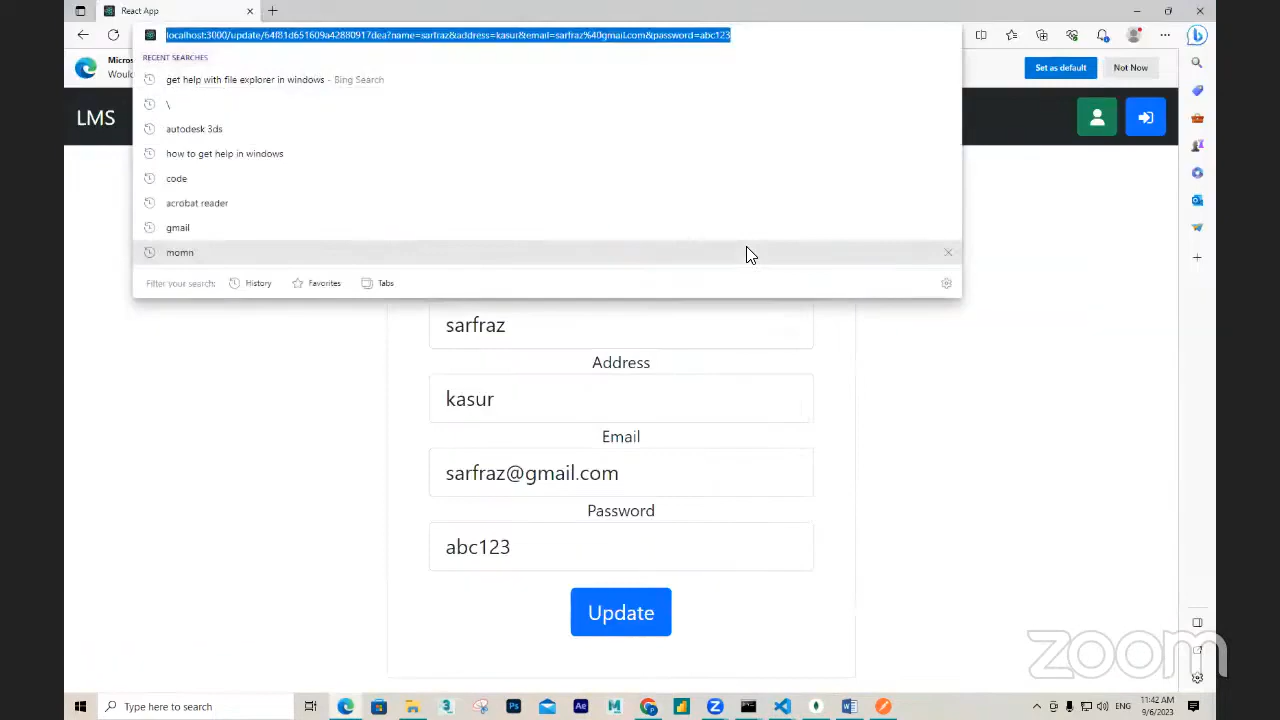 React App
localhost:3000/update/64f81d651609a42880917dea?name=sarfraz&address=kasur&email=sarfraz%40gmail.com&password=abc123
Micros
Woul
Set as default
Not Now
RECENT SEARCHES
get help with file explorer in windows - Bing Search
\
autodesk 3ds
how to get help in windows
code
acrobat reader
gmail
momn
Filter your search:
History
Favorites
Tabs
LMS
sarfraz
Address
kasur
Email
sarfraz@gmail.com
Password
abc123
Update
zoom
Type here to search
ENG
11:42 AM
9/6/2023